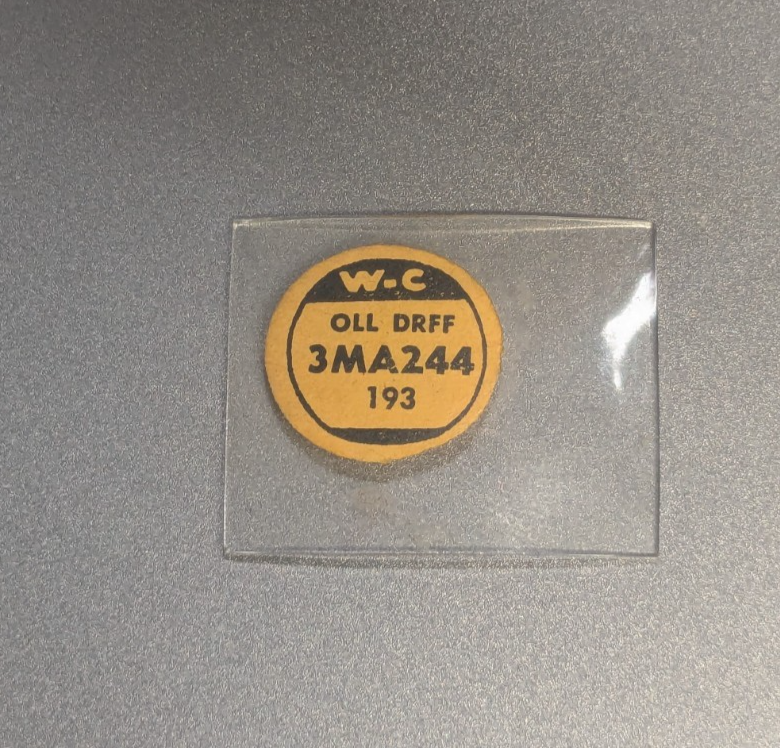 W-C
OLL DRFF
3MA244
193